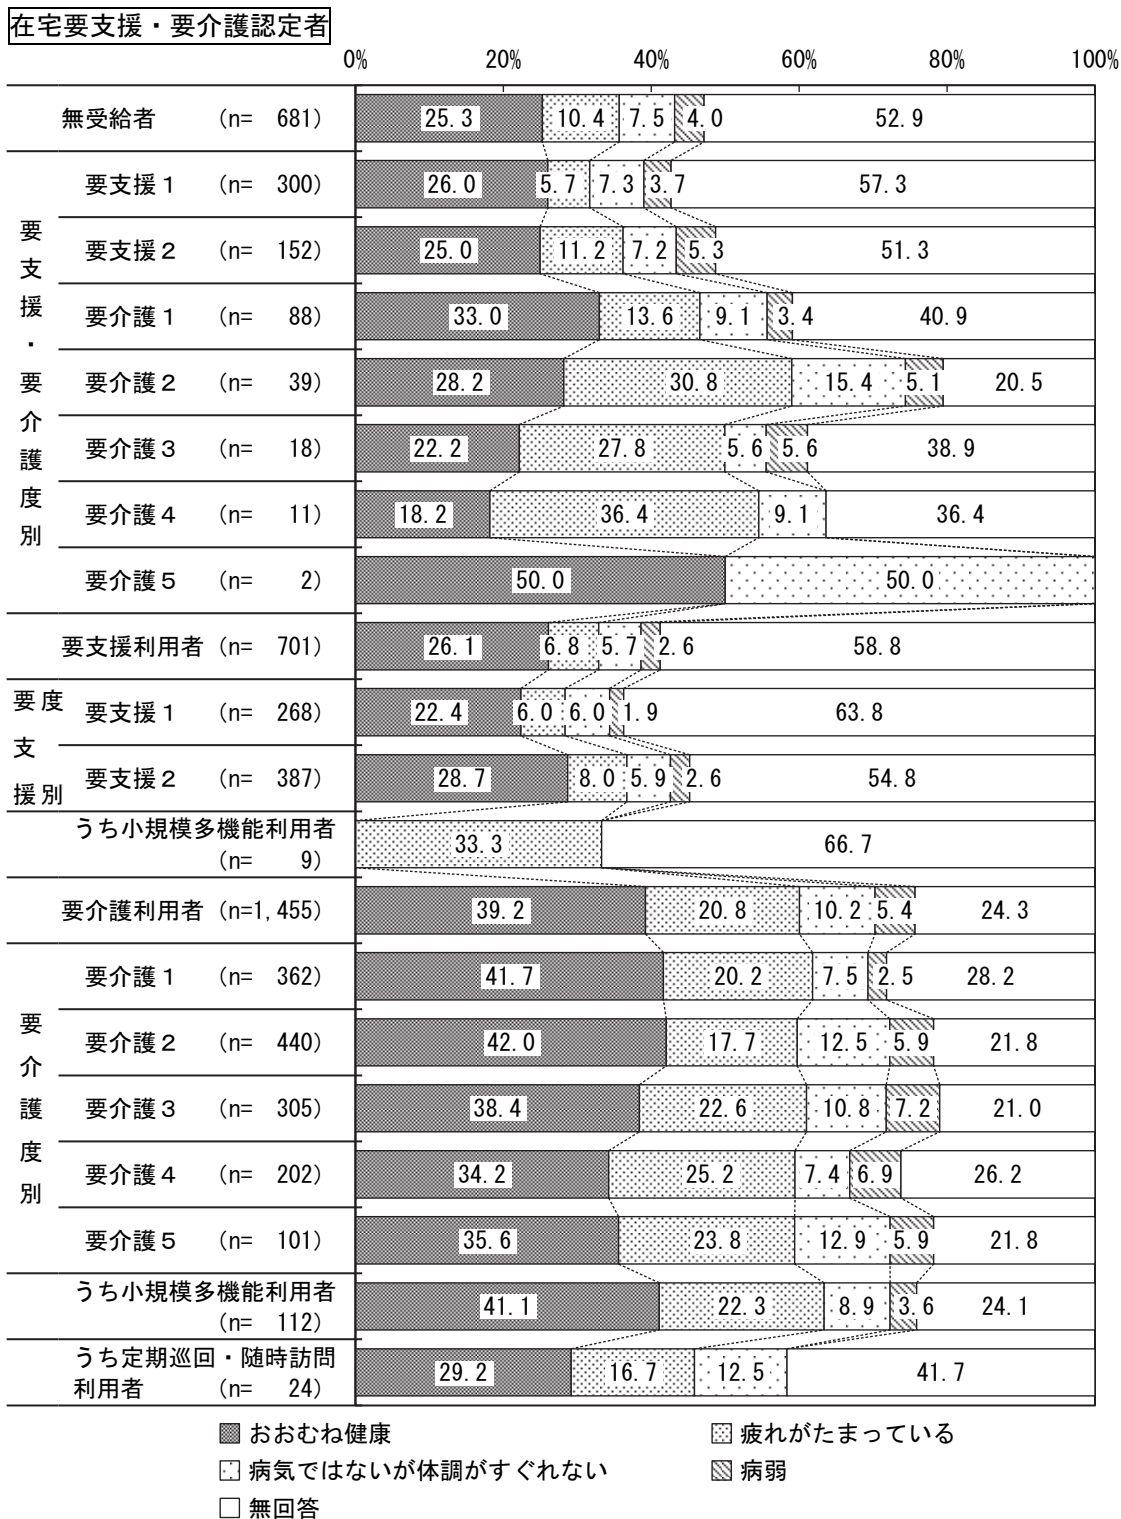 在宅要支援・要介護認定者
0% 20% 40% 60% 80% 100%
無受給者 (n= 681) 25.3 10.4 7.5 4.0 52.9
要支援・要介護度別
要支援1 (n= 300) 26.0 5.7 7.3 3.7 57.3
要支援2 (n= 152) 25.0 11.2 7.2 5.3 51.3
要介護1 (n= 88) 33.0 13.6 9.1 3.4 40.9
要介護2 (n= 39) 28.2 30.8 15.4 5.1 20.5
要介護3 (n= 18) 22.2 27.8 5.6 5.6 38.9
要介護4 (n= 11) 18.2 36.4 9.1 36.4
要介護5 (n= 2) 50.0 50.0
要支援利用者 (n= 701) 26.1 6.8 5.7 2.6 58.8
要支援度別
要支援1 (n= 268) 22.4 6.0 6.0 1.9 63.8
要支援2 (n= 387) 28.7 8.0 5.9 2.6 54.8
うち小規模多機能利用者
(n= 9) 33.3 66.7
要介護利用者 (n=1,455) 39.2 20.8 10.2 5.4 24.3
要介護度別
要介護1 (n= 362) 41.7 20.2 7.5 2.5 28.2
要介護2 (n= 440) 42.0 17.7 12.5 5.9 21.8
要介護3 (n= 305) 38.4 22.6 10.8 7.2 21.0
要介護4 (n= 202) 34.2 25.2 7.4 6.9 26.2
要介護5 (n= 101) 35.6 23.8 12.9 5.9 21.8
うち小規模多機能利用者
(n= 112) 41.1 22.3 8.9 3.6 24.1
うち定期巡回・随時訪問
利用者 (n= 24) 29.2 16.7 12.5 41.7
おおむね健康 疲れがたまっている
病気ではないが体調がすぐれない 病弱
無回答